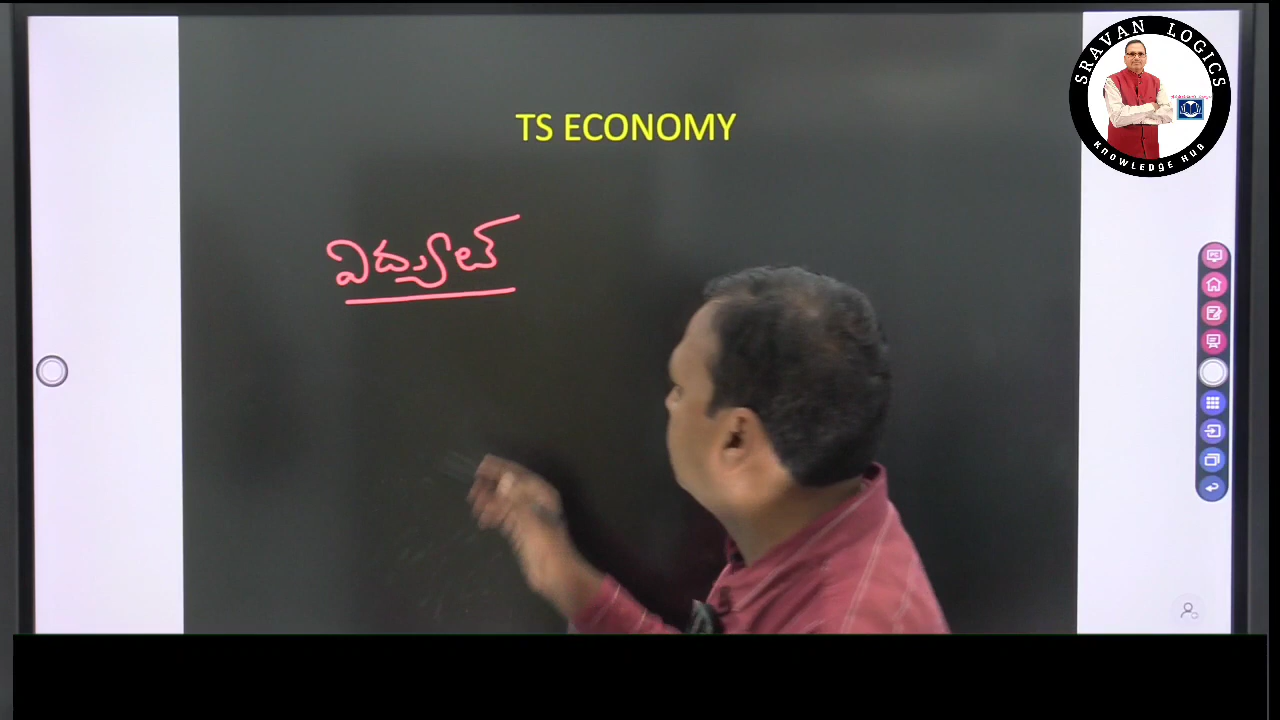 SRAVAN LOGICS
KNOWLEDGE HUB
TS ECONOMY
విద్యుత్